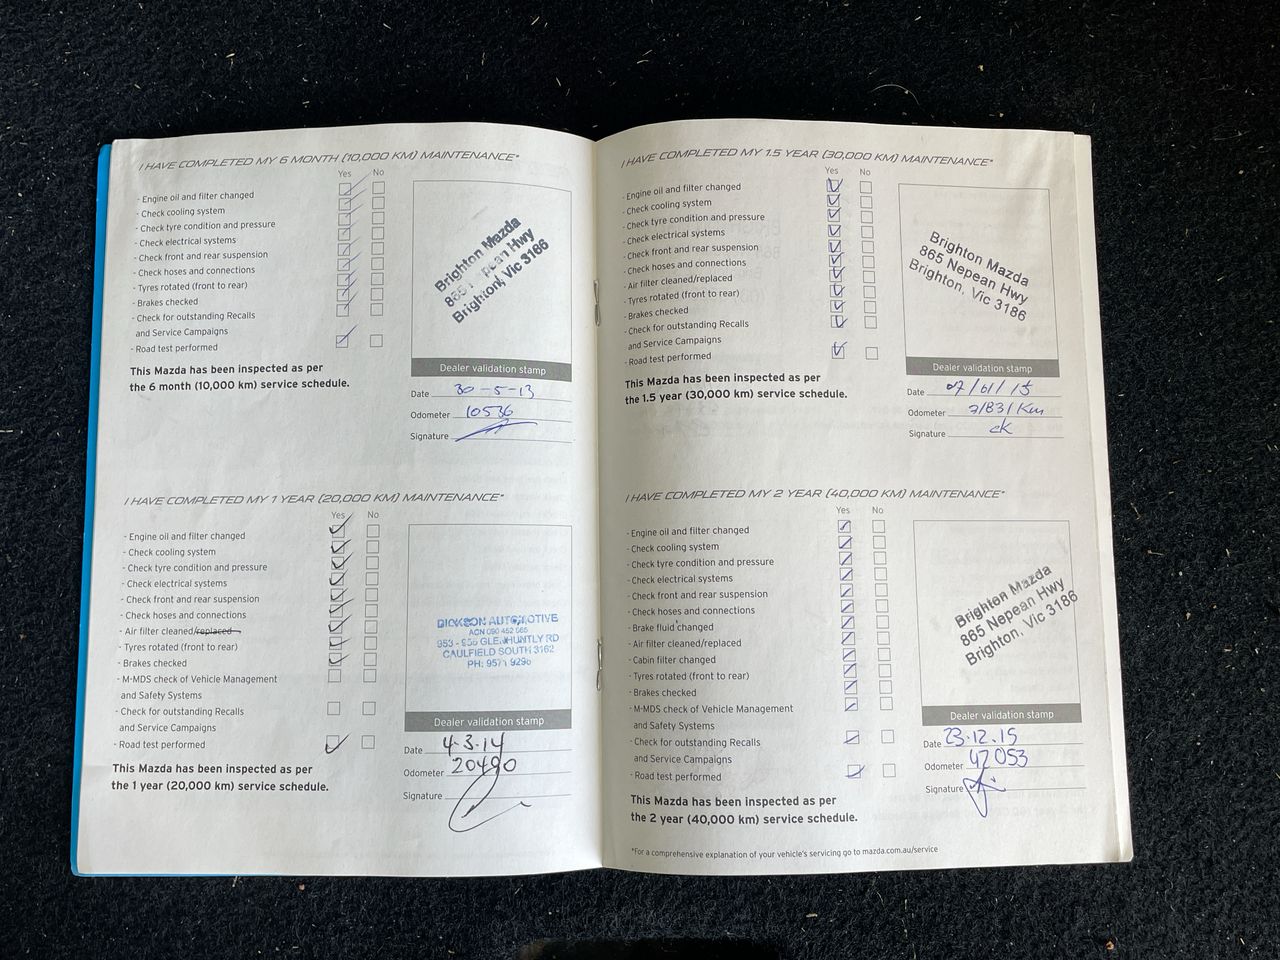 I HAVE COMPLETED MY 6 MONTH (10,000 KM) MAINTENANCE*
Yes No
- Engine oil and filter changed
- Check cooling system
- Check tyre condition and pressure
- Check electrical systems
- Check front and rear suspension
- Check hoses and connections
- Tyres rotated (front to rear)
- Brakes checked
- Check for outstanding Recalls
and Service Campaigns
- Road test performed
This Mazda has been inspected as per
the 6 month (10,000 km) service schedule.
Brighton Mazda
865 Nepean Hwy
Brighton, Vic 3186
Dealer validation stamp
Date 30-5-13
Odometer 10536
Signature
I HAVE COMPLETED MY 1 YEAR (20,000 KM) MAINTENANCE*
Yes No
- Engine oil and filter changed
- Check cooling system
- Check tyre condition and pressure
- Check electrical systems
- Check front and rear suspension
- Check hoses and connections
- Air filter cleaned/replaced
- Tyres rotated (front to rear)
- Brakes checked
- M-MDS check of Vehicle Management
and Safety Systems
- Check for outstanding Recalls
and Service Campaigns
- Road test performed
This Mazda has been inspected as per
the 1 year (20,000 km) service schedule.
DICKSON AUTOMOTIVE
ACN 090 452 565
953 - 955 GLENHUNTLY RD
CAULFIELD SOUTH 3162
PH: 9571 9296
Dealer validation stamp
Date 4.3.14
Odometer 20490
Signature
I HAVE COMPLETED MY 1.5 YEAR (30,000 KM) MAINTENANCE*
Yes No
- Engine oil and filter changed
- Check cooling system
- Check tyre condition and pressure
- Check electrical systems
- Check front and rear suspension
- Check hoses and connections
- Air filter cleaned/replaced
- Tyres rotated (front to rear)
- Brakes checked
- Check for outstanding Recalls
and Service Campaigns
- Road test performed
This Mazda has been inspected as per
the 1.5 year (30,000 km) service schedule.
Brighton Mazda
865 Nepean Hwy
Brighton, Vic 3186
Dealer validation stamp
Date 07/01/15
Odometer
Signature CK
I HAVE COMPLETED MY 2 YEAR (40,000 KM) MAINTENANCE*
Yes No
- Engine oil and filter changed
- Check cooling system
- Check tyre condition and pressure
- Check electrical systems
- Check front and rear suspension
- Check hoses and connections
- Brake fluid changed
- Air filter cleaned/replaced
- Cabin filter changed
- Tyres rotated (front to rear)
- Brakes checked
- M-MDS check of Vehicle Management
and Safety Systems
- Check for outstanding Recalls
and Service Campaigns
- Road test performed
This Mazda has been inspected as per
the 2 year (40,000 km) service schedule.
Brighton Mazda
865 Nepean Hwy
Brighton, Vic 3186
Dealer validation stamp
Date 23.12.15
Odometer 42053
Signature
*For a comprehensive explanation of your vehicle's servicing go to mazda.com.au/service